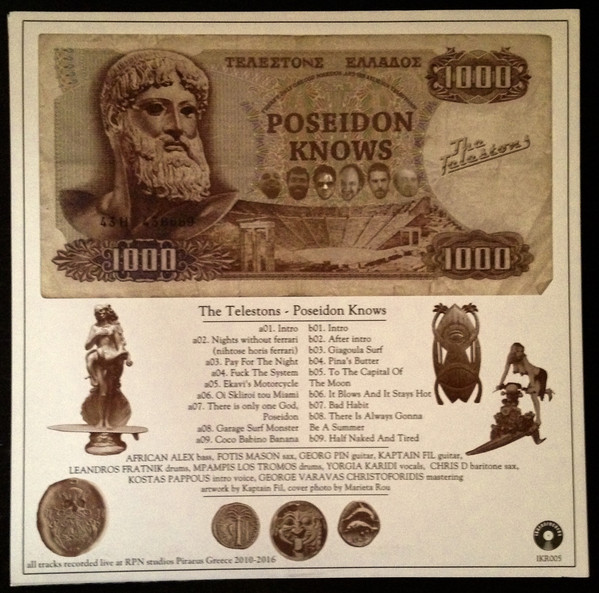 ΤΕΛΕΣΤΟΝΣ ΕΛΛΑΔΟΣ
1000
POSEIDON
KNOWS
The
Telestons
1000
1000
The Telestons - Poseidon Knows
a01. Intro
a02. Nights without ferrari
(nihtose horis ferrari)
a03. Pay For The Night
a04. Fuck The System
a05. Ekavi's Motorcycle
a06. Oi Skliroi tou Miami
a07. There is only one God,
Poseidon
a08. Garage Surf Monster
a09. Coco Babino Banana
b01. Intro
b02. After intro
b03. Giagoula Surf
b04. Pina's Butter
b05. To The Capital Of
The Moon
b06. It Blows And It Stays Hot
b07. Bad Habit
b08. There Is Always Gonna
Be A Summer
b09. Half Naked And Tired
AFRICAN ALEX bass, FOTIS MASON sax, GEORG PIN guitar, KAPTAIN FIL guitar,
LEANDROS FRATNIK drums, MPAMPIS LOS TROMOS drums, YORGIA KARIDI vocals, CHRIS D baritone sax,
KOSTAS PAPPOUS intro voice, GEORGE VARAVAS CHRISTOFORIDIS mastering
artwork by Kaptain Fil, cover photo by Marieta Rou
all tracks recorded live at RPN studios Piraeus Greece 2010-2016
IKR005